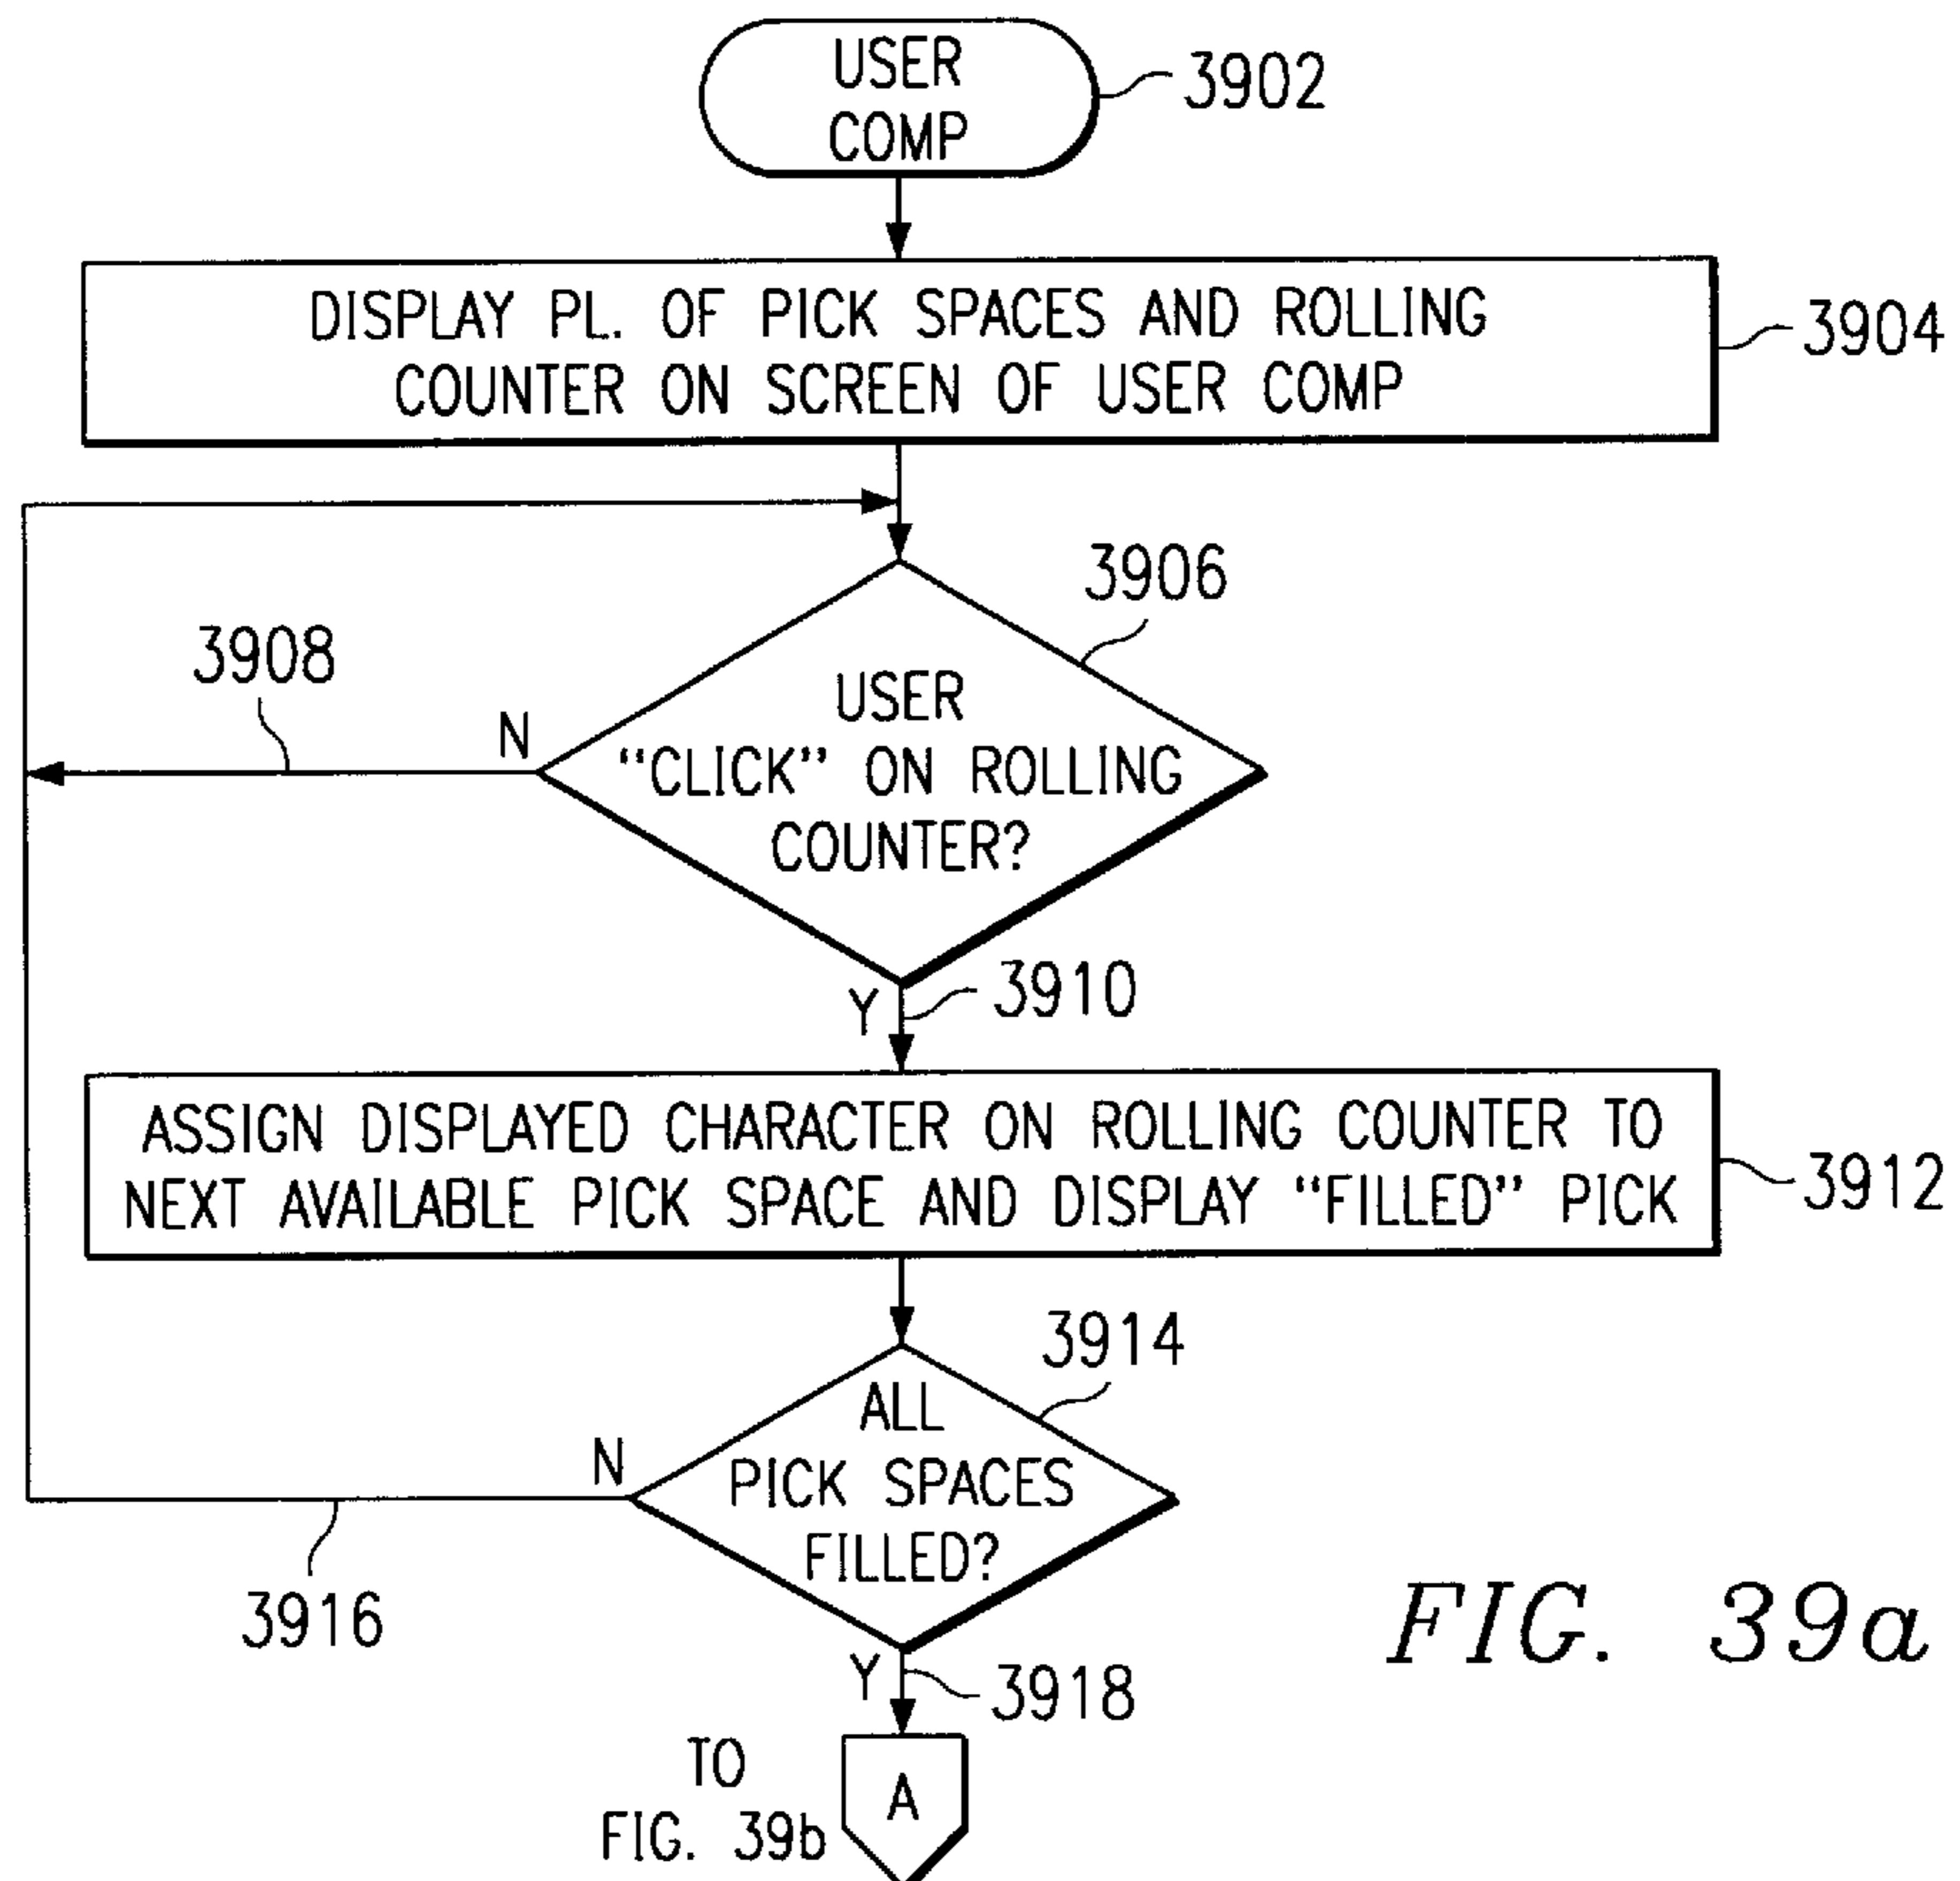 USER
COMP
3902
DISPLAY PL. OF PICK SPACES AND ROLLING
COUNTER ON SCREEN OF USER COMP
3904
3906
3908
N
USER
“CLICK” ON ROLLING
COUNTER?
Y
3910
ASSIGN DISPLAYED CHARACTER ON ROLLING COUNTER TO
NEXT AVAILABLE PICK SPACE AND DISPLAY “FILLED” PICK
3912
3914
N
ALL
PICK SPACES
FILLED?
3916
Y
3918
TO
FIG. 39b
A
FIG. 39a